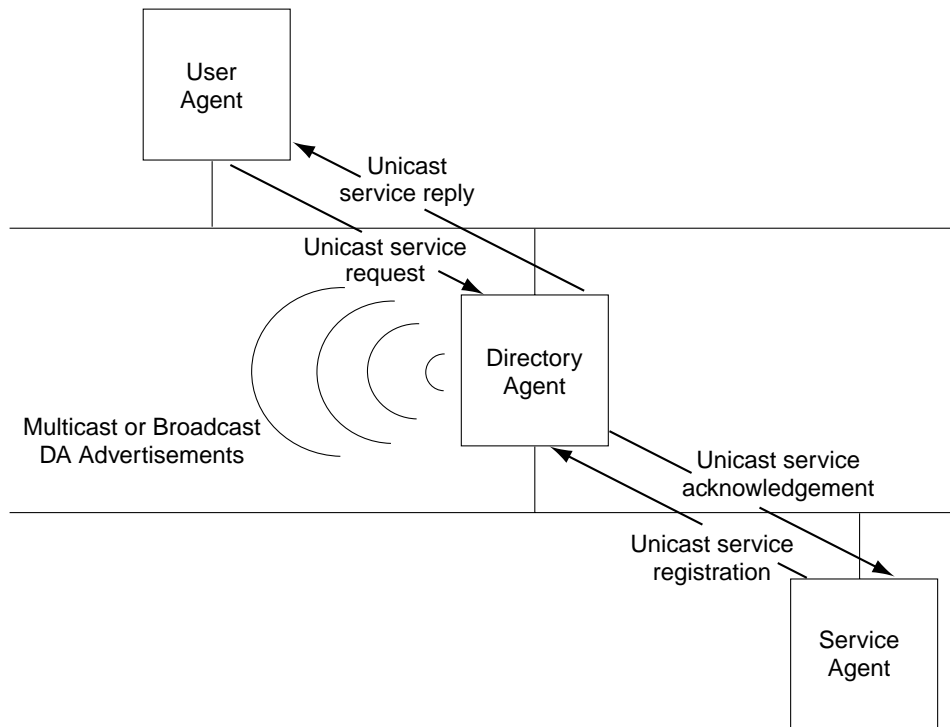 User
Agent
Unicast
service reply
Unicast service
request
Directory
Agent
Multicast or Broadcast
DA Advertisements
Unicast service
acknowledgement
Unicast service
registration
Service
Agent